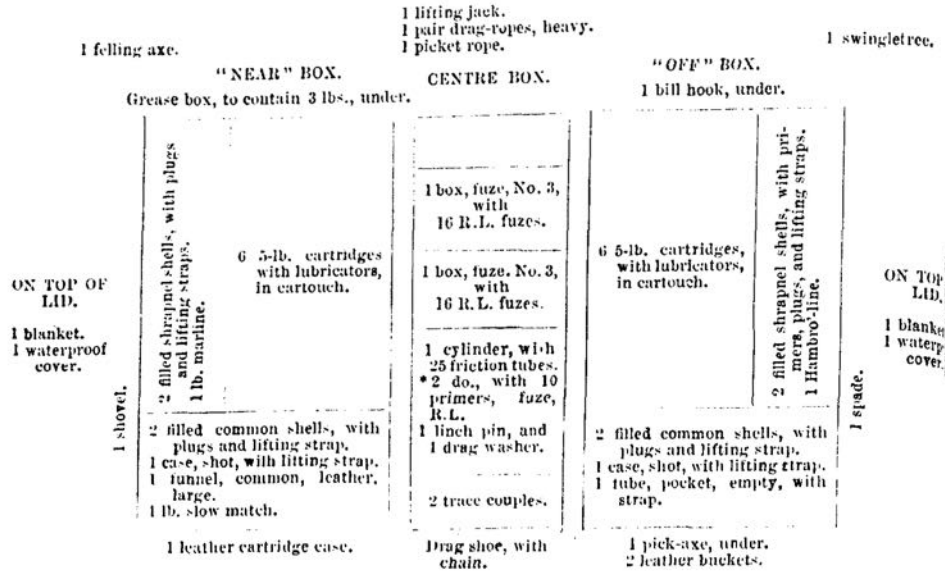 1 lifting jack.
1 pair drag-ropes, heavy.
1 picket rope.
1 felling axe.
1 swingletree.
"NEAR" BOX.
Grease box, to contain 3 lbs., under.
CENTRE BOX.
"OFF" BOX.
1 bill hook, under.
ON TOP OF
LID.
1 blanket.
1 waterproof
cover.
1 shovel.
2 filled shrapnel shells, with plugs
and lifting straps.
1 lb. marline.
6 5-lb. cartridges
with lubricators,
in cartouch.
2 filled common shells, with
plugs and lifting strap.
1 case, shot, with lifting strap.
1 funnel, common, leather.
large.
1 lb. slow match.
1 leather cartridge case.
1 box, fuze, No. 3,
with
16 R.L. fuzes.
1 box, fuze. No. 3,
with
16 R.L. fuzes.
1 cylinder, with
25 friction tubes.
*2 do., with 10
primers, fuze,
R.L.
1 linch pin, and
1 drag washer.
2 trace couples.
Drag shoe, with
chain.
6 5-lb. cartridges,
with lubricators,
in cartouch.
2 filled shrapnel shells, with pri-
mers, plugs, and lifting straps.
1 Hambro'-line.
2 filled common shells, with
plugs and lifting strap.
1 case, shot, with lifting strap.
1 tube, pocket, empty, with
strap.
1 pick-axe, under.
2 leather buckets.
1 spade.
ON TOP
LID.
1 blanket
1 waterp
cover.